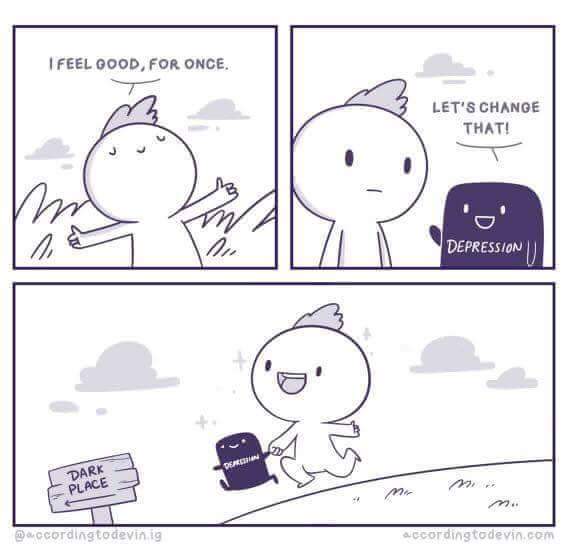 I FEEL GOOD, FOR ONCE.
LET'S CHANGE
THAT!
DEPRESSION
DEPRESSION
DARK
PLACE
@accordingtodevin.ig
accordingtodevin.com